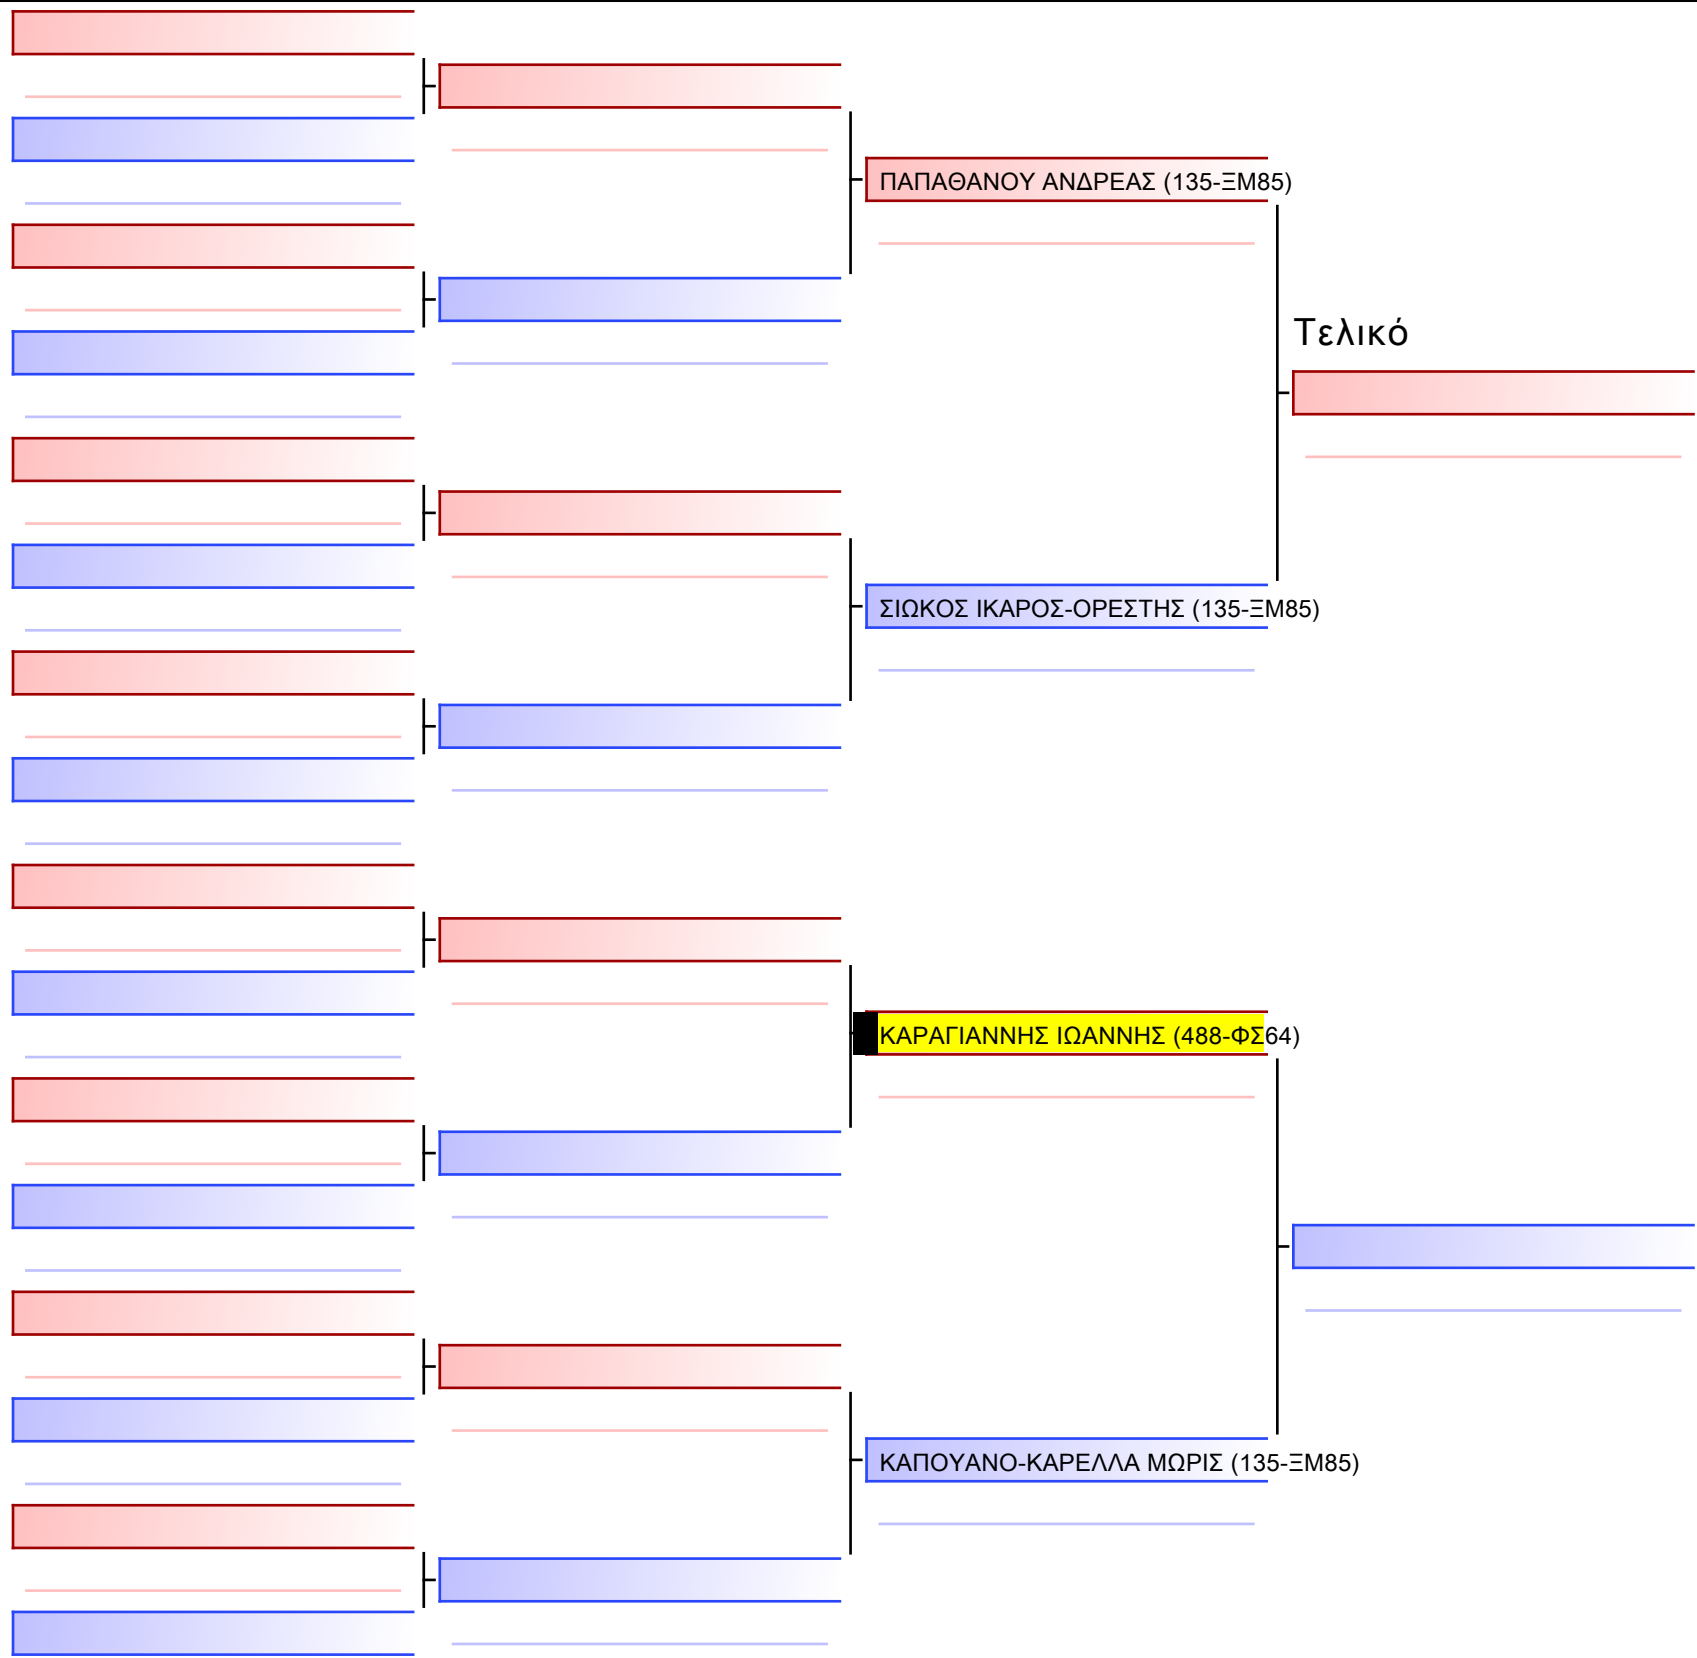 ΠΑΠΑΘΑΝΟΥ ΑΝΔΡΕΑΣ (135-ΞΜ85)
Τελικό
ΣΙΩΚΟΣ ΙΚΑΡΟΣ-ΟΡΕΣΤΗΣ (135-ΞΜ85)
ΚΑΡΑΓΙΑΝΝΗΣ ΙΩΑΝΝΗΣ (488-ΦΣ64)
ΚΑΠΟΥΑΝΟ-ΚΑΡΕΛΛΑ ΜΩΡΙΣ (135-ΞΜ85)